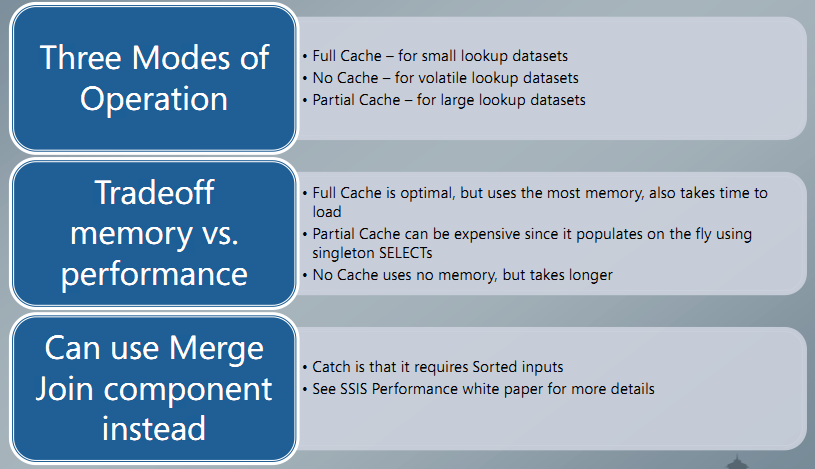 Three Modes of
Operation
• Full Cache – for small lookup datasets
• No Cache – for volatile lookup datasets
• Partial Cache – for large lookup datasets
Tradeoff
memory vs.
performance
• Full Cache is optimal, but uses the most memory, also takes time to
load
• Partial Cache can be expensive since it populates on the fly using
singleton SELECTs
• No Cache uses no memory, but takes longer
Can use Merge
Join component
instead
• Catch is that it requires Sorted inputs
• See SSIS Performance white paper for more details